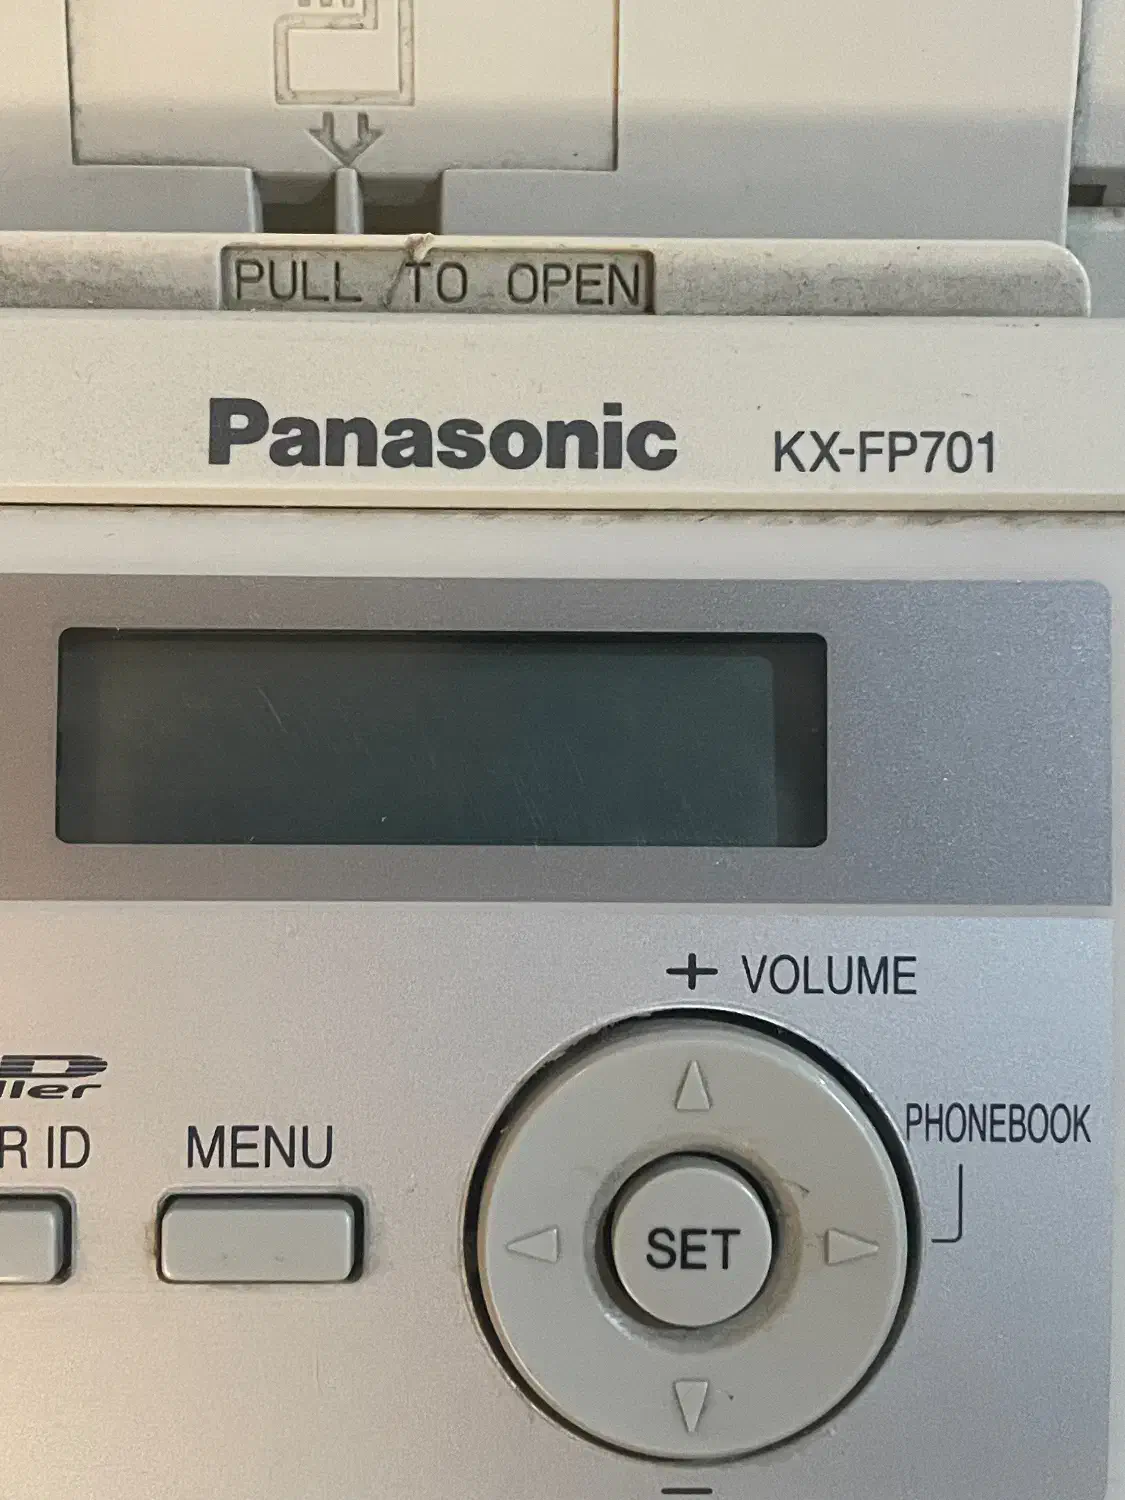 PULL TO OPEN
Panasonic KX-FP701
+ VOLUME
PHONEBOOK
R ID MENU
SET
−